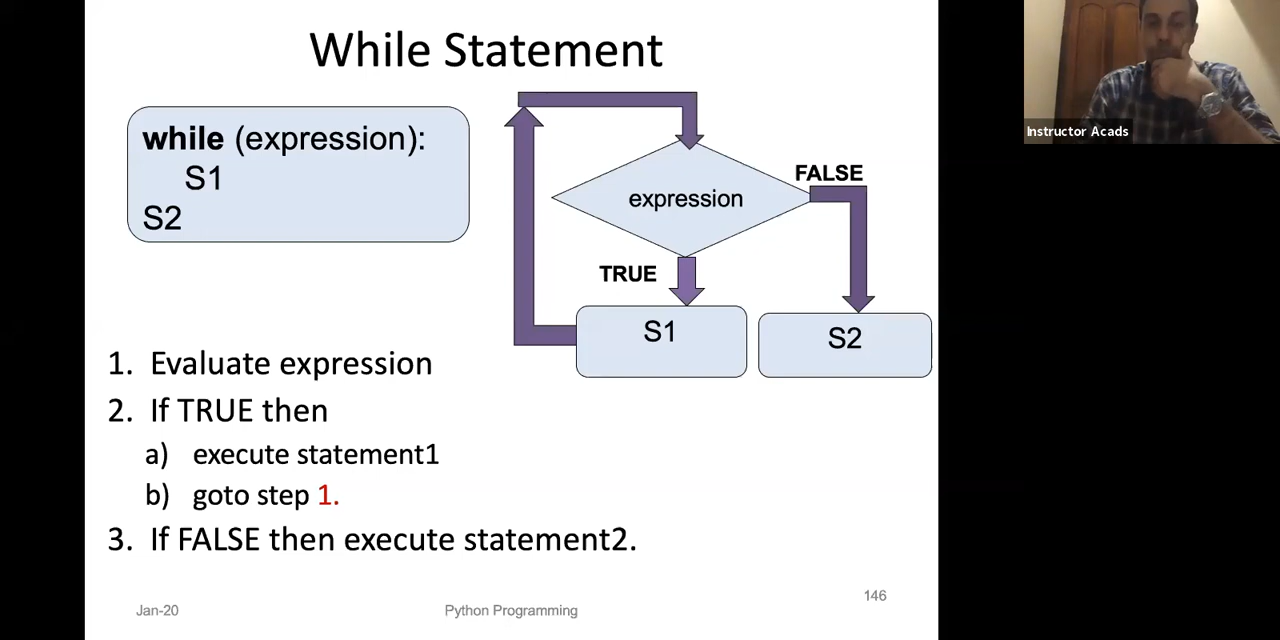 While Statement
while (expression):
S1
S2
expression
FALSE
TRUE
S1
S2
1. Evaluate expression
2. If TRUE then
a) execute statement1
b) goto step 1.
3. If FALSE then execute statement2.
Jan-20
Python Programming
146
Instructor Acads